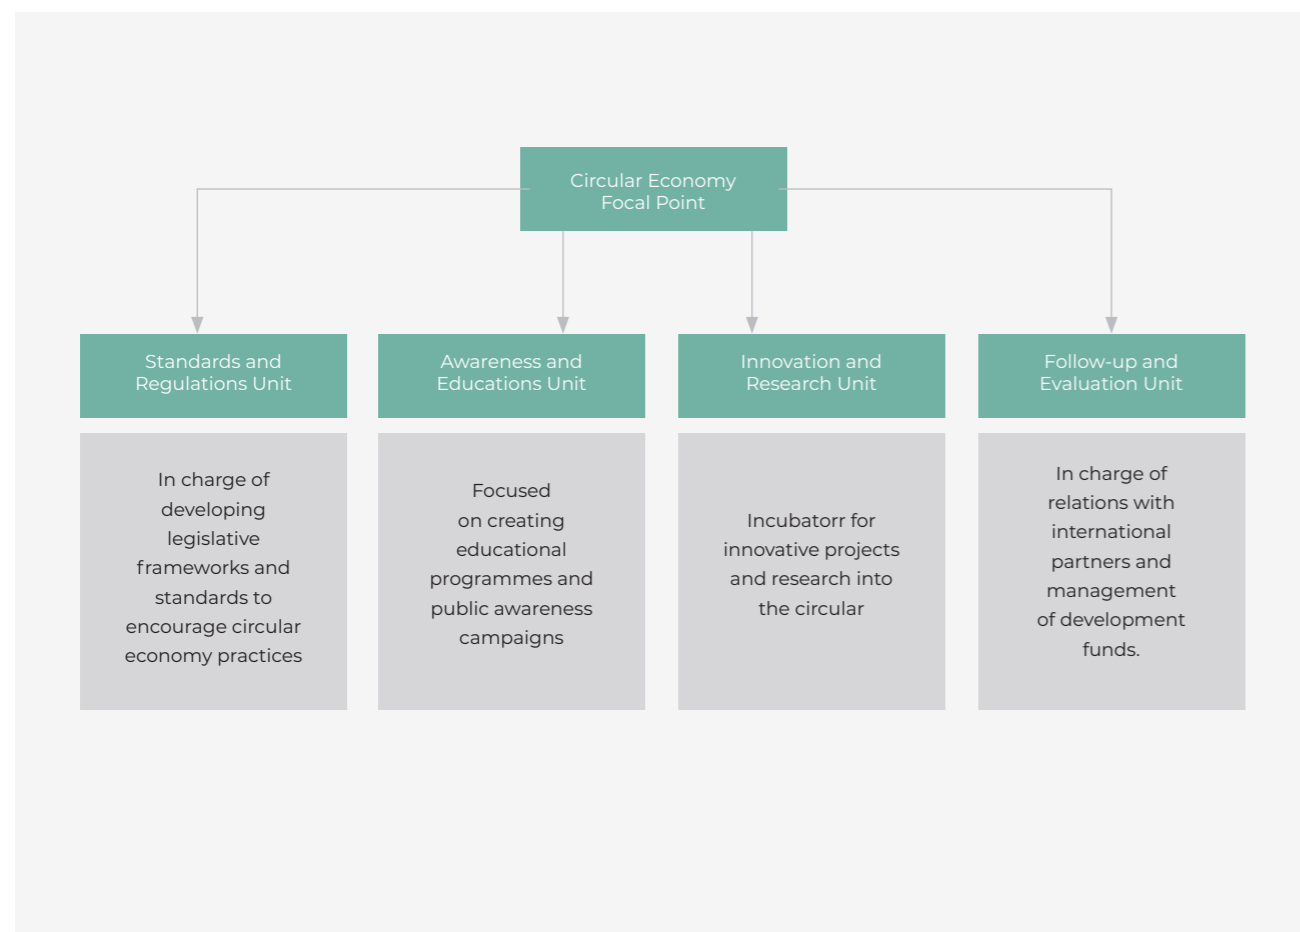 Circular Economy
Focal Point
Standards and
Regulations Unit
Awareness and
Educations Unit
Innovation and
Research Unit
Follow-up and
Evaluation Unit
In charge of
developing
legislative
frameworks and
standards to
encourage circular
economy practices
Focused
on creating
educational
programmes and
public awareness
campaigns
Incubatorr for
innovative projects
and research into
the circular
In charge of
relations with
international
partners and
management
of development
funds.